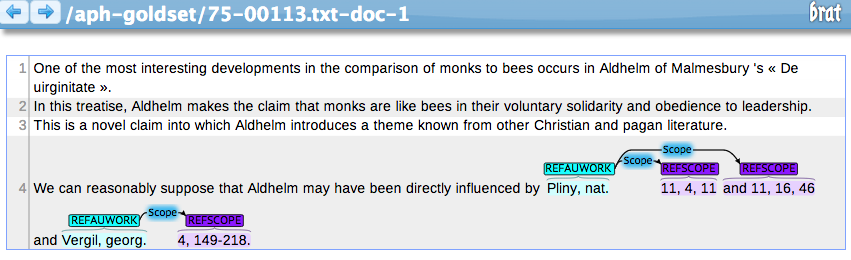 /aph-goldset/75-00113.txt-doc-1 brat
1 One of the most interesting developments in the comparison of monks to bees occurs in Aldhelm of Malmesbury 's « De
uirginitate ».
2 In this treatise, Aldhelm makes the claim that monks are like bees in their voluntary solidarity and obedience to leadership.
3 This is a novel claim into which Aldhelm introduces a theme known from other Christian and pagan literature.
Scope
REFAUWORK Scope REFSCOPE REFSCOPE
4 We can reasonably suppose that Aldhelm may have been directly influenced by Pliny, nat. 11, 4, 11 and 11, 16, 46
REFAUWORK Scope REFSCOPE
and Vergil, georg. 4, 149-218.